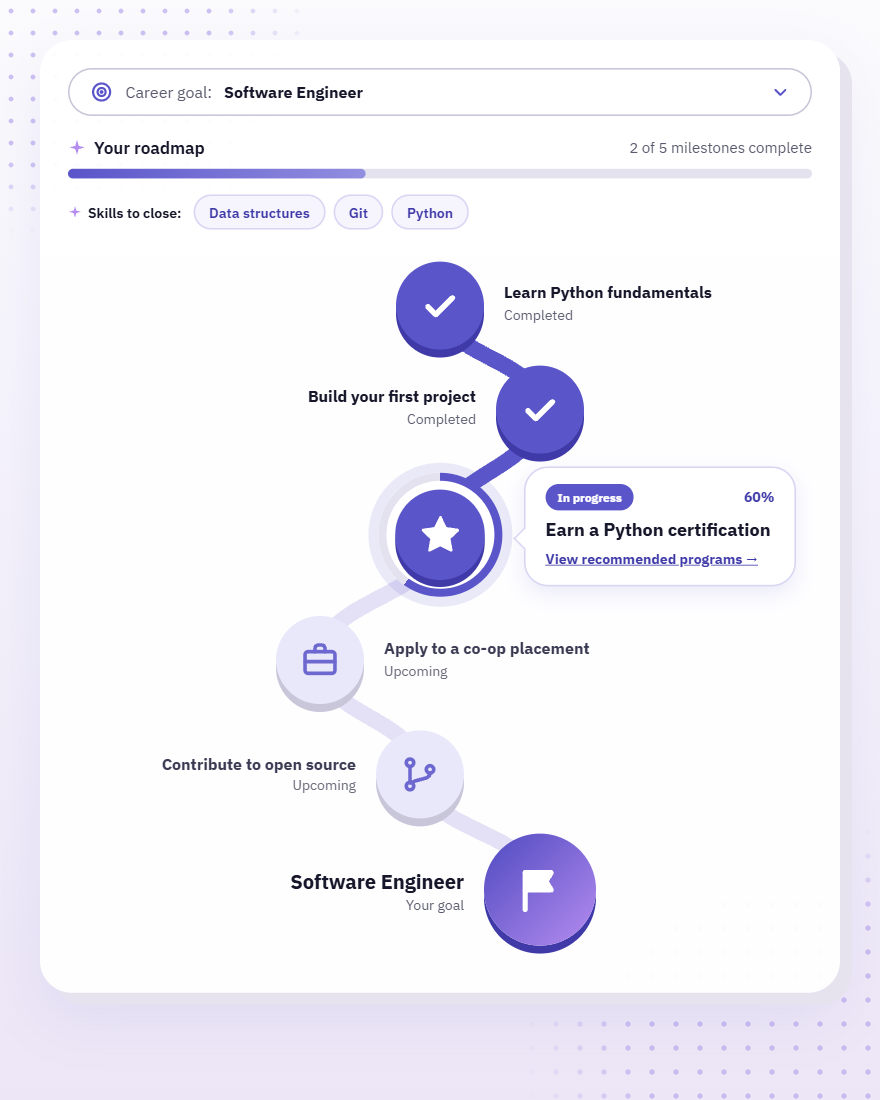 Career goal: Software Engineer
Your roadmap
2 of 5 milestones complete
Skills to close: Data structures Git Python
Learn Python fundamentals
Completed
Build your first project
Completed
In progress 60%
Earn a Python certification
View recommended programs →
Apply to a co-op placement
Upcoming
Contribute to open source
Upcoming
Software Engineer
Your goal